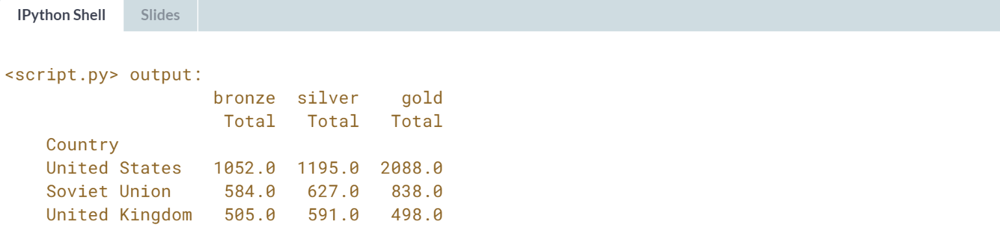 IPython Shell Slides
<script.py> output:
bronze silver gold
Total Total Total
Country
United States 1052.0 1195.0 2088.0
Soviet Union 584.0 627.0 838.0
United Kingdom 505.0 591.0 498.0